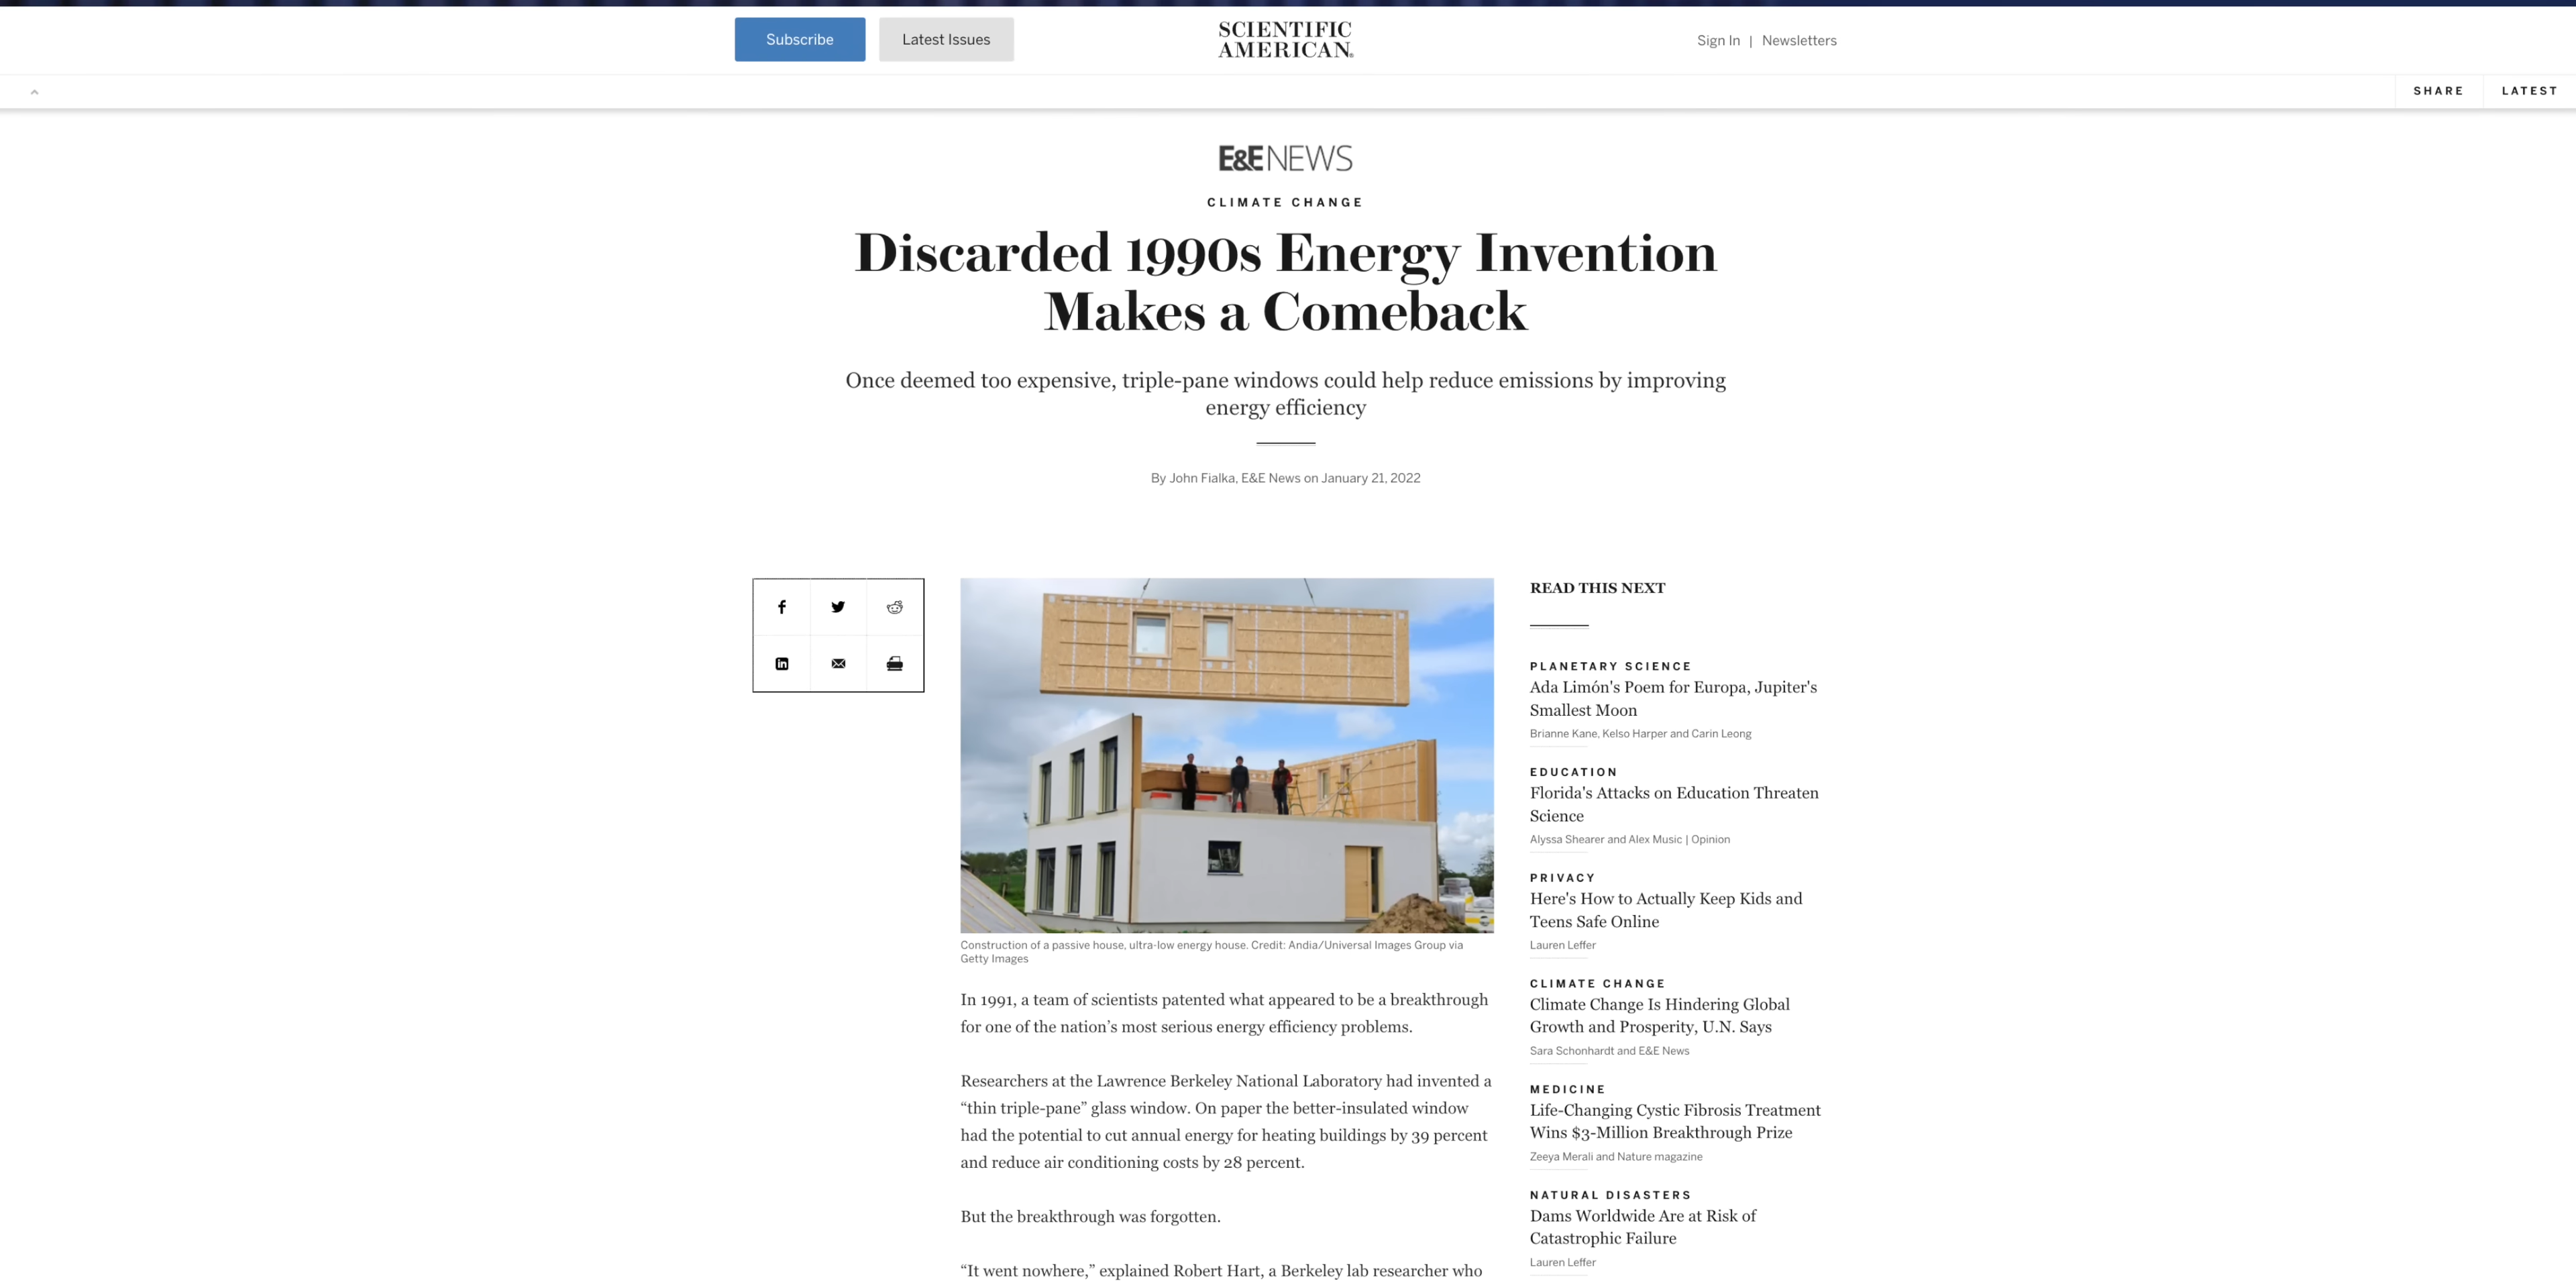 Subscribe
Latest Issues
SCIENTIFIC
AMERICAN®
Sign In | Newsletters
SHARE
LATEST
E&E NEWS
CLIMATE CHANGE
Discarded 1990s Energy Invention
Makes a Comeback
Once deemed too expensive, triple-pane windows could help reduce emissions by improving
energy efficiency
By John Fialka, E&E News on January 21, 2022
Construction of a passive house, ultra-low energy house. Credit: Andia/Universal Images Group via
Getty Images
In 1991, a team of scientists patented what appeared to be a breakthrough
for one of the nation’s most serious energy efficiency problems.
Researchers at the Lawrence Berkeley National Laboratory had invented a
“thin triple-pane” glass window. On paper the better-insulated window
had the potential to cut annual energy for heating buildings by 39 percent
and reduce air conditioning costs by 28 percent.
But the breakthrough was forgotten.
“It went nowhere,” explained Robert Hart, a Berkeley lab researcher who
READ THIS NEXT
PLANETARY SCIENCE
Ada Limón's Poem for Europa, Jupiter's
Smallest Moon
Brianne Kane, Kelso Harper and Carin Leong
EDUCATION
Florida's Attacks on Education Threaten
Science
Alyssa Shearer and Alex Music | Opinion
PRIVACY
Here's How to Actually Keep Kids and
Teens Safe Online
Lauren Leffer
CLIMATE CHANGE
Climate Change Is Hindering Global
Growth and Prosperity, U.N. Says
Sara Schonhardt and E&E News
MEDICINE
Life-Changing Cystic Fibrosis Treatment
Wins $3-Million Breakthrough Prize
Zeeya Merali and Nature magazine
NATURAL DISASTERS
Dams Worldwide Are at Risk of
Catastrophic Failure
Lauren Leffer